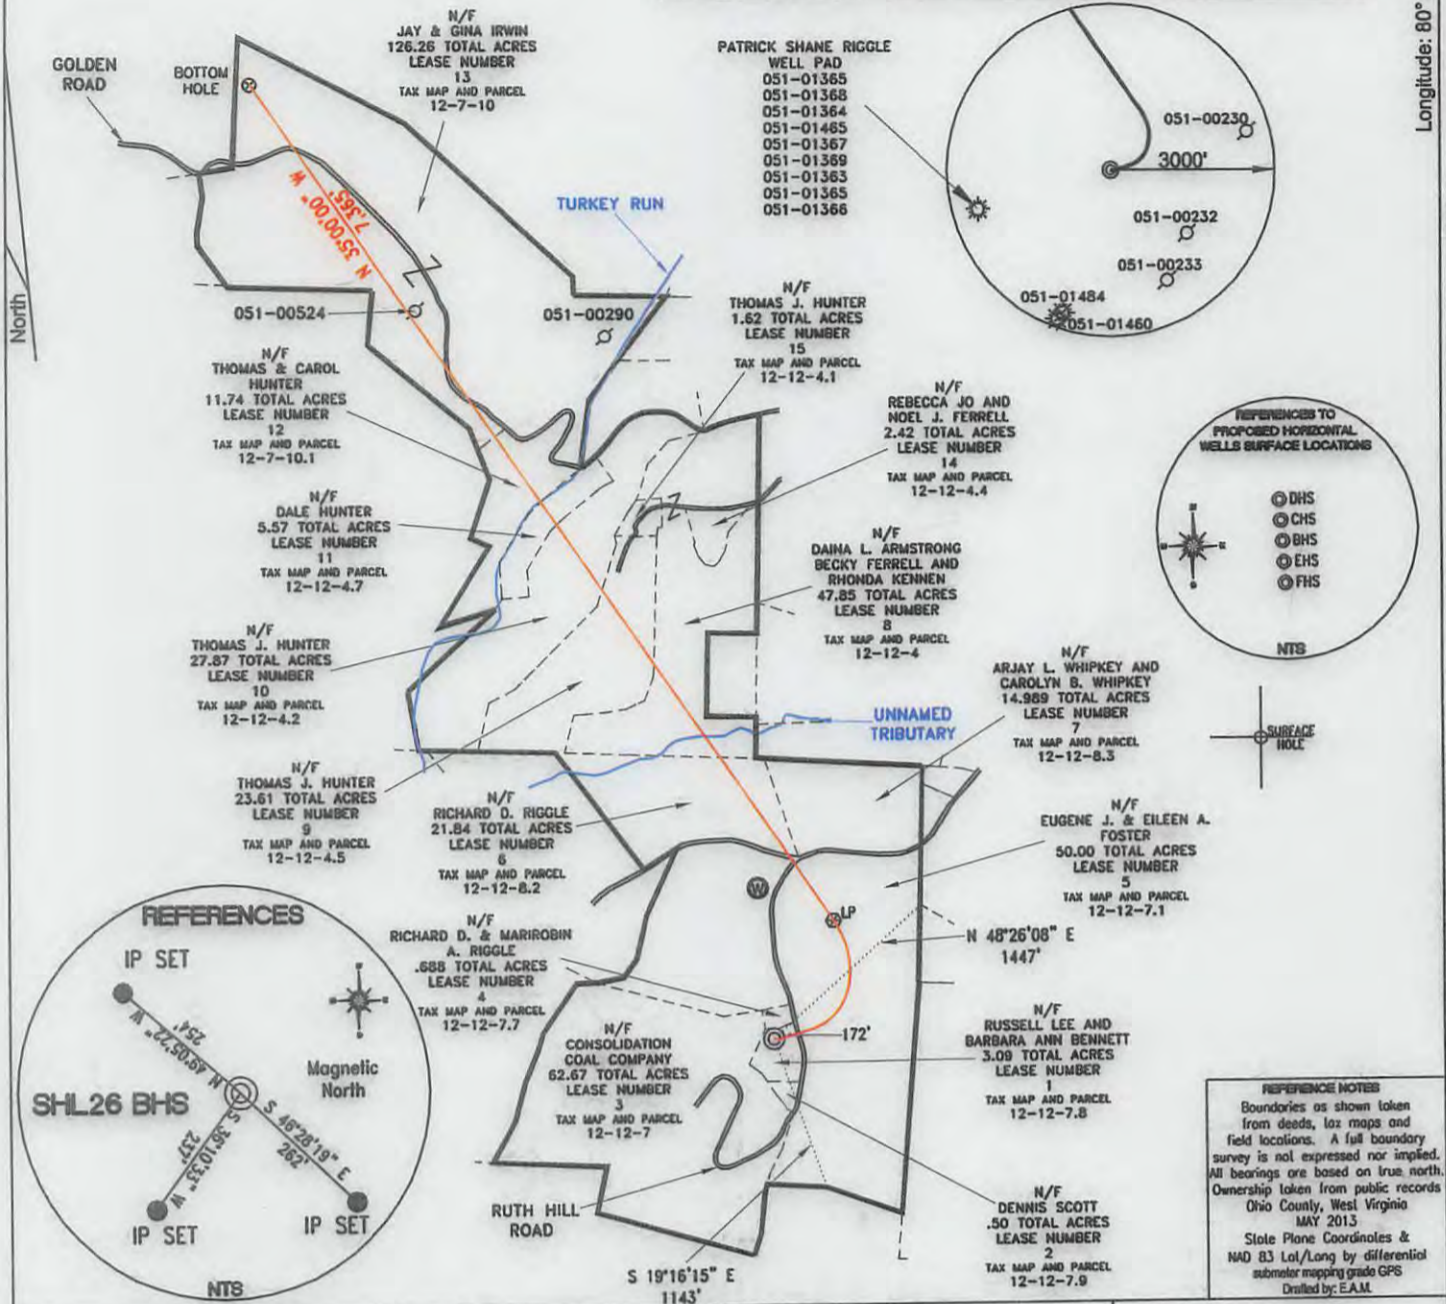 Longitude: 80°
North
GOLDEN
ROAD
BOTTOM
HOLE
N/F
JAY & GINA IRWIN
126.26 TOTAL ACRES
LEASE NUMBER
13
TAX MAP AND PARCEL
12-7-10
PATRICK SHANE RIGGLE
WELL PAD
051-01365
051-01368
051-01364
051-01465
051-01367
051-01369
051-01363
051-01365
051-01366
051-00230
3000'
051-00232
051-00233
051-01484
051-01460
N 35°00'00" W
7,365'
TURKEY RUN
051-00524
051-00290
N/F
THOMAS J. HUNTER
1.62 TOTAL ACRES
LEASE NUMBER
15
TAX MAP AND PARCEL
12-12-4.1
N/F
THOMAS & CAROL
HUNTER
11.74 TOTAL ACRES
LEASE NUMBER
12
TAX MAP AND PARCEL
12-7-10.1
N/F
REBECCA JO AND
NOEL J. FERRELL
2.42 TOTAL ACRES
LEASE NUMBER
14
TAX MAP AND PARCEL
12-12-4.4
REFERENCES TO
PROPOSED HORIZONTAL
WELLS SURFACE LOCATIONS
DHS
CHS
BHS
EHS
FHS
NTS
N/F
DALE HUNTER
5.57 TOTAL ACRES
LEASE NUMBER
11
TAX MAP AND PARCEL
12-12-4.7
N/F
DAINA L. ARMSTRONG
BECKY FERRELL AND
RHONDA KENNEN
47.85 TOTAL ACRES
LEASE NUMBER
8
TAX MAP AND PARCEL
12-12-4
N/F
THOMAS J. HUNTER
27.87 TOTAL ACRES
LEASE NUMBER
10
TAX MAP AND PARCEL
12-12-4.2
N/F
ARJAY L. WHIPKEY AND
CAROLYN B. WHIPKEY
14.989 TOTAL ACRES
LEASE NUMBER
7
TAX MAP AND PARCEL
12-12-8.3
UNNAMED
TRIBUTARY
SURFACE
HOLE
N/F
THOMAS J. HUNTER
23.61 TOTAL ACRES
LEASE NUMBER
9
TAX MAP AND PARCEL
12-12-4.5
N/F
RICHARD D. RIGGLE
21.84 TOTAL ACRES
LEASE NUMBER
6
TAX MAP AND PARCEL
12-12-8.2
N/F
EUGENE J. & EILEEN A.
FOSTER
50.00 TOTAL ACRES
LEASE NUMBER
5
TAX MAP AND PARCEL
12-12-7.1
W
LP
N 48°26'08" E
1447'
N/F
RICHARD D. & MARIROBIN
A. RIGGLE
.688 TOTAL ACRES
LEASE NUMBER
4
TAX MAP AND PARCEL
12-12-7.7
172'
N/F
CONSOLIDATION
COAL COMPANY
62.67 TOTAL ACRES
LEASE NUMBER
3
TAX MAP AND PARCEL
12-12-7
N/F
RUSSELL LEE AND
BARBARA ANN BENNETT
3.09 TOTAL ACRES
LEASE NUMBER
1
TAX MAP AND PARCEL
12-12-7.8
RUTH HILL
ROAD
S 19°16'15" E
1143'
N/F
DENNIS SCOTT
.50 TOTAL ACRES
LEASE NUMBER
2
TAX MAP AND PARCEL
12-12-7.9
REFERENCES
IP SET
N 49°05'22" W
254'
Magnetic
North
SHL26 BHS
S 46°28'19" E
262'
S 36°10'33" W
237'
IP SET
IP SET
NTS
REFERENCE NOTES
Boundaries as shown taken
from deeds, tax maps and
field locations. A full boundary
survey is not expressed nor implied.
All bearings are based on true north.
Ownership taken from public records
Ohio County, West Virginia
MAY 2013
State Plane Coordinates &
NAD 83 Lat/Long by differential
submeter mapping grade GPS
Drafted by: E.A.M.